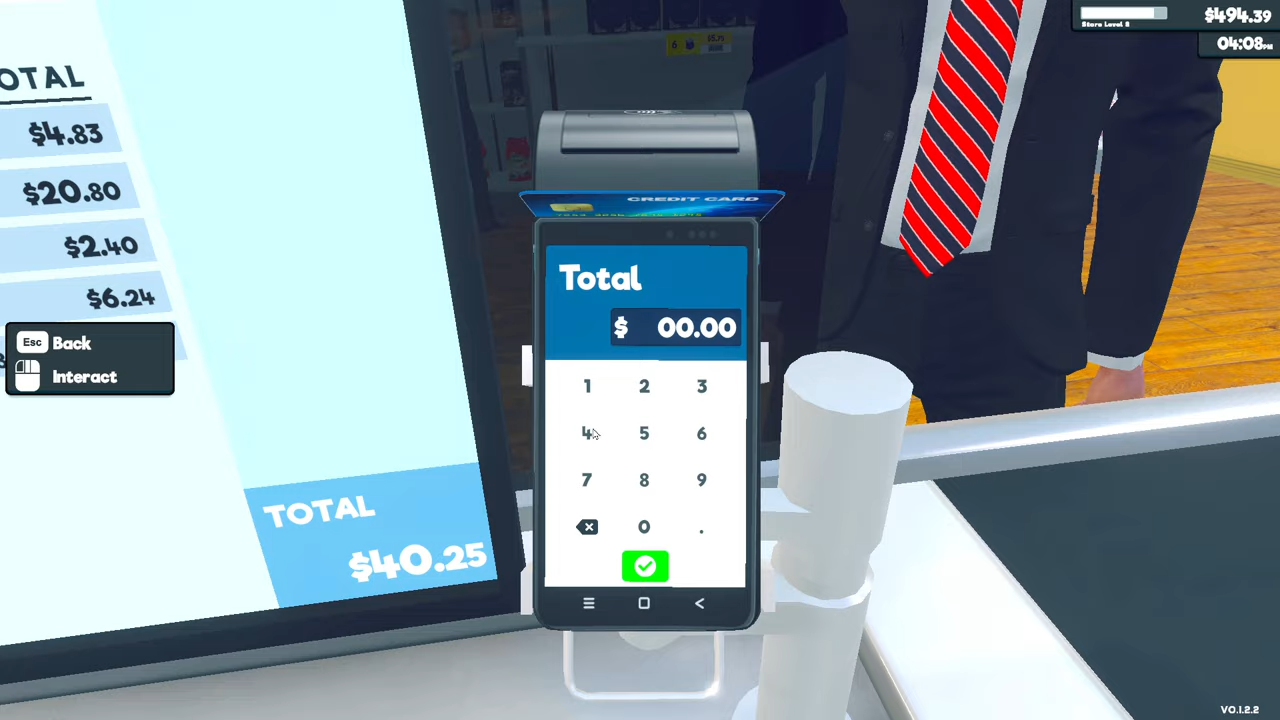 OTAL
$4.83
$20.80
$2.40
$6.24
Esc Back
Interact
TOTAL
$40.25
CREDIT CARD
Total
$ 00.00
1 2 3
4 5 6
7 8 9
0 .
Store Level 8
$494.39
04:08PM
V0.1.2.2